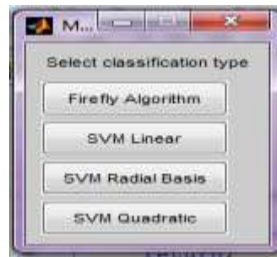 M...
Select classification type
Firefly Algorithm
SVM Linear
SVM Radial Basis
SVM Quadratic